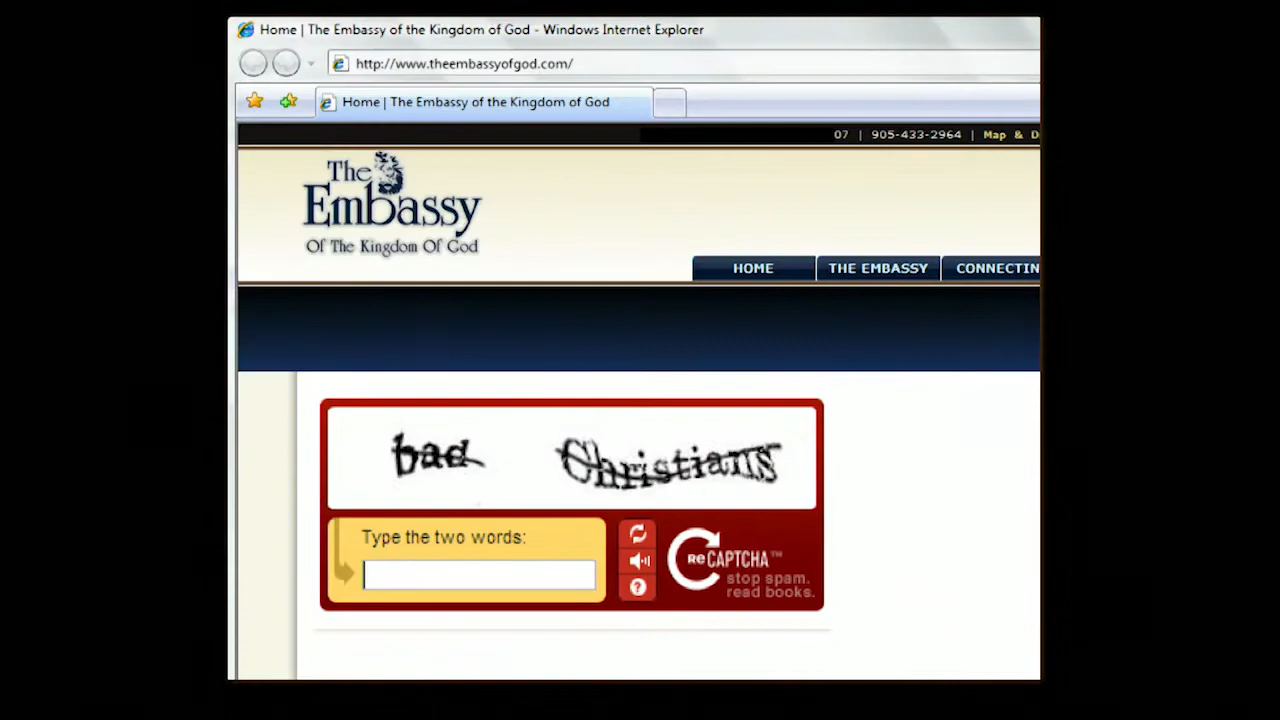 Home | The Embassy of the Kingdom of God - Windows Internet Explorer
http://www.theembassyofgod.com/
Home | The Embassy of the Kingdom of God
07 | 905-433-2964 | Map & D
The
Embassy
Of The Kingdom Of God
HOME THE EMBASSY CONNECTIN
bad Christians
Type the two words:
reCAPTCHA™
stop spam.
read books.